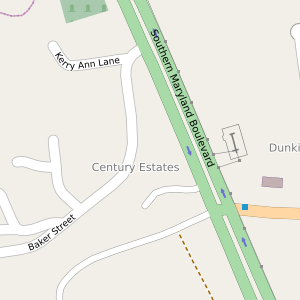 Kerry Ann Lane
Southern Maryland Boulevard
Dunki
Century Estates
Baker Street